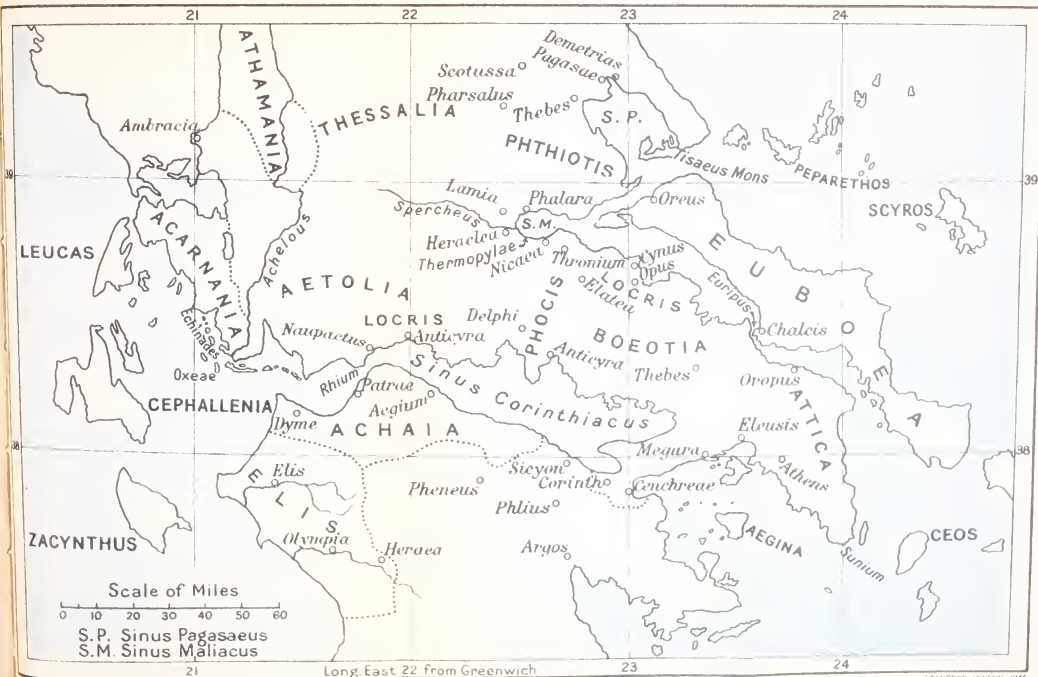 21 22 23 24
ATHAMANIA
Demetrias
Pagasae
Scotussa
Pharsalus
Thebes
S. P.
THESSALIA
Ambracia
PHTHIOTIS
Tisaeus Mons
PEPARETHOS
39 39
SCYROS
Lamia
Phalara
Oreus
Spercheus
S.M.
LEUCAS
ACARNANIA
Achelous
Heraclea
Thermopylae
Nicaea
Thronium
Cynus
Opus
Elatea
LOCRIS
EUBOEA
Euripus
AETOLIA
Echinades
Oxeae
LOCRIS
Naupactus
Anticyra
Delphi
PHOCIS
Anticyra
BOEOTIA
Chalcis
Thebes
Oropus
ATTICA
Rhium
Patrae
Aegium
Sinus Corinthiacus
CEPHALLENIA
Dyme
ACHAIA
38 38
Eleusis
Megara
Athens
Elis
ELIS
Sicyon
Corinth
Cenchreae
Pheneus
Phlius
ZACYNTHUS
Olympia
Heraea
Argos
AEGINA
Sunium
CEOS
Scale of Miles
0 10 20 30 40 50 60
S.P. Sinus Pagasaeus
S.M. Sinus Maliacus
21 Long. East 22 from Greenwich 23 24